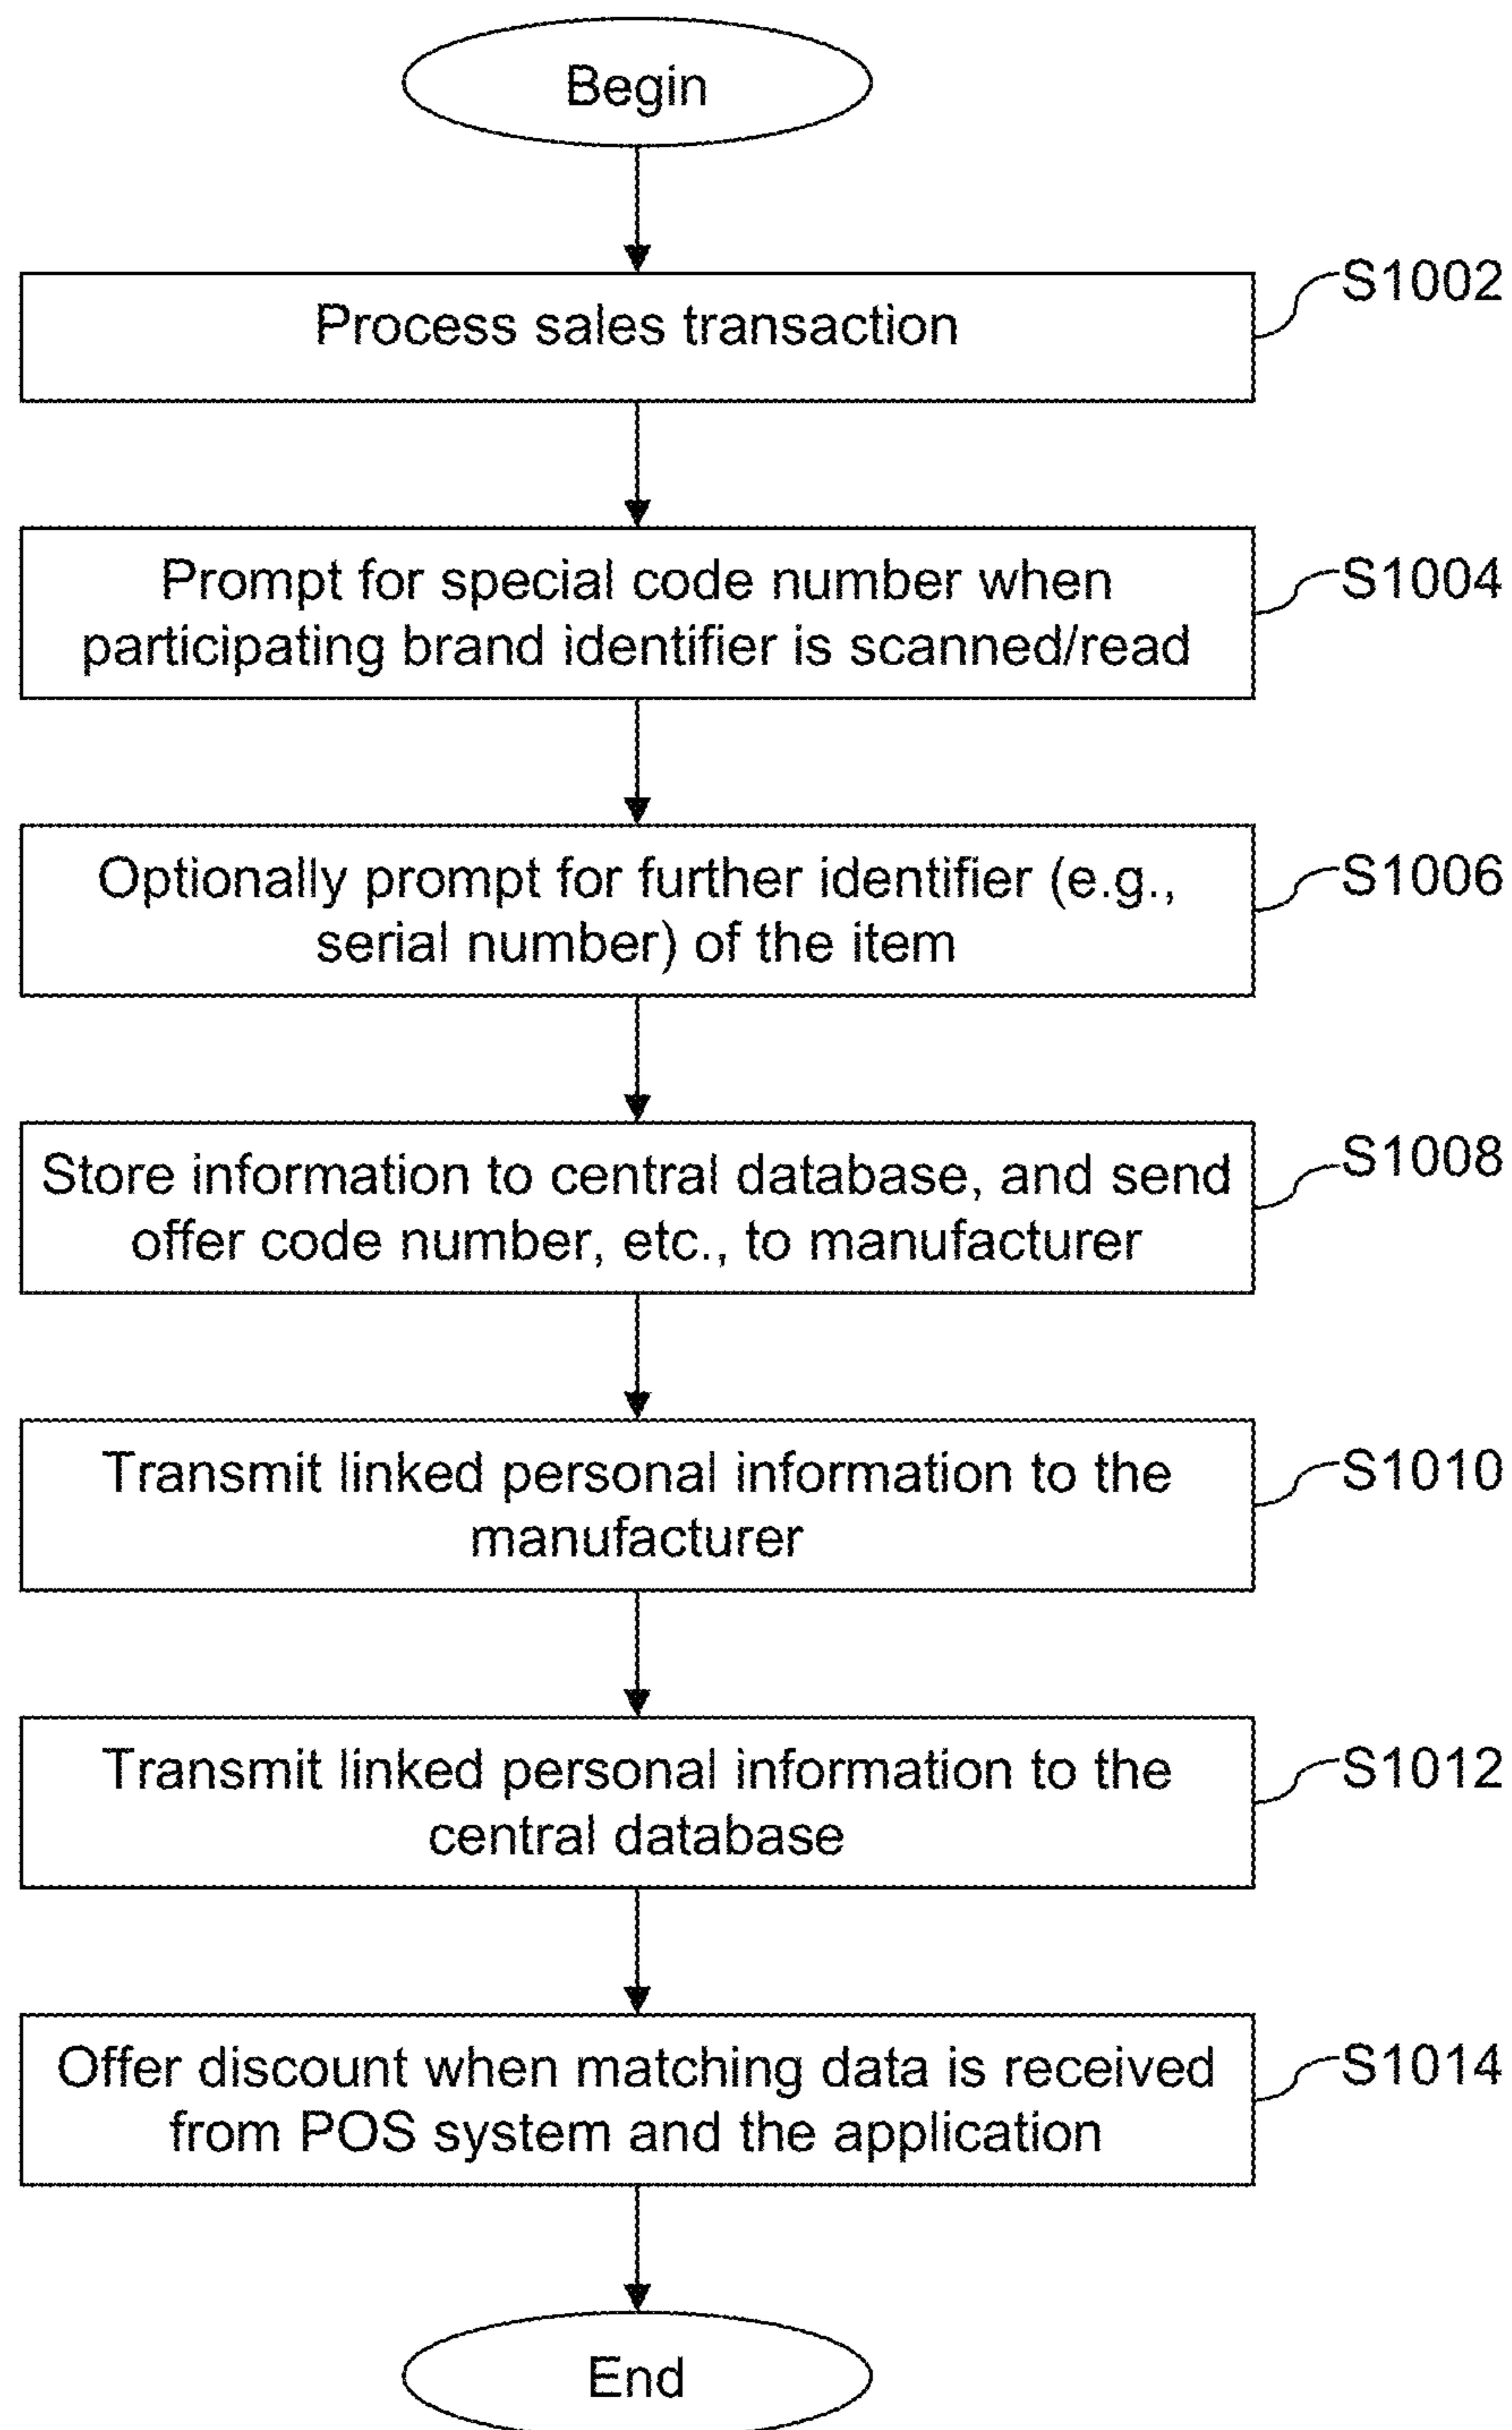 Begin
Process sales transaction
S1002
Prompt for special code number when
participating brand identifier is scanned/read
S1004
Optionally prompt for further identifier (e.g.,
serial number) of the item
S1006
Store information to central database, and send
offer code number, etc., to manufacturer
S1008
Transmit linked personal information to the
manufacturer
S1010
Transmit linked personal information to the
central database
S1012
Offer discount when matching data is received
from POS system and the application
S1014
End